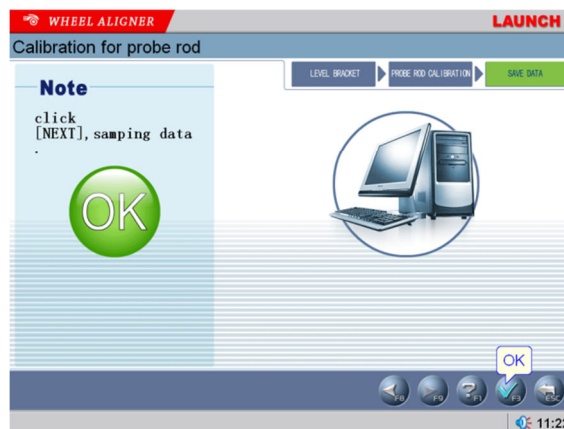 WHEEL ALIGNER
LAUNCH
Calibration for probe rod
LEVEL BRACKET
PROBE ROD CALIBRATION
SAVE DATA
Note
click
[NEXT],samping data
.
OK
OK
F8
F9
?
F1
F3
ESC